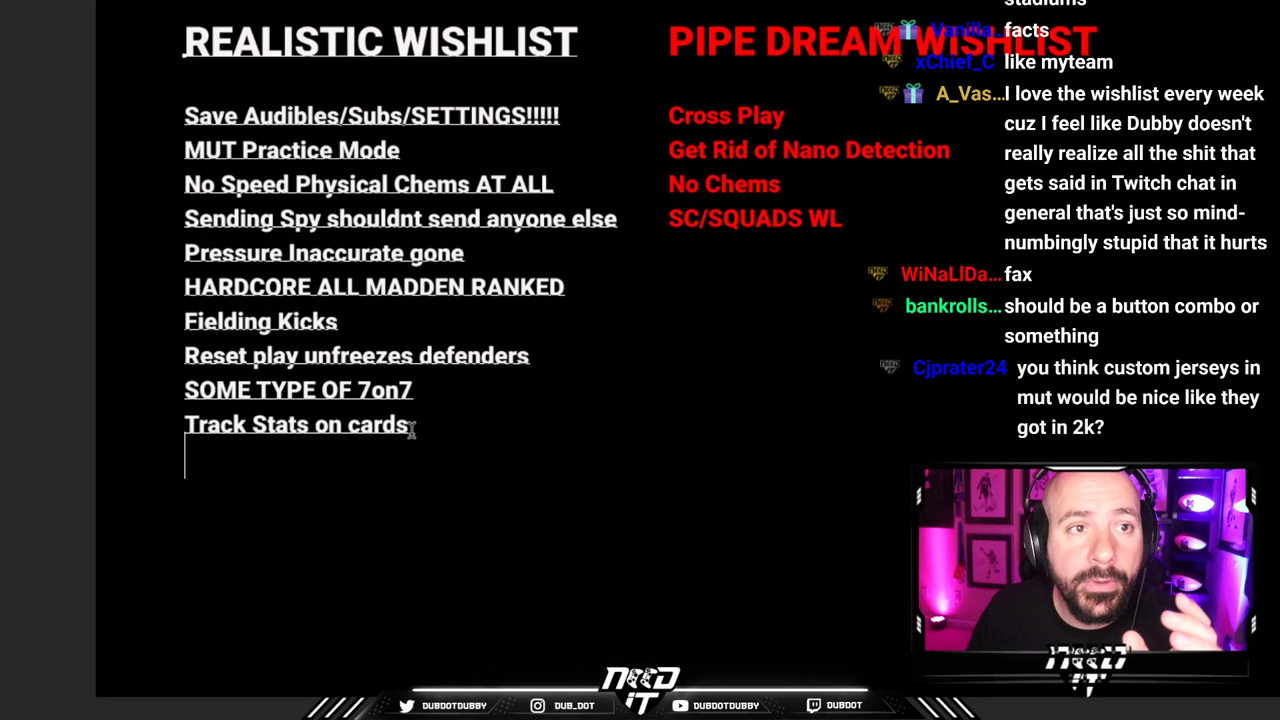 REALISTIC WISHLIST
Save Audibles/Subs/SETTINGS!!!!!
MUT Practice Mode
No Speed Physical Chems AT ALL
Sending Spy shouldnt send anyone else
Pressure Inaccurate gone
HARDCORE ALL MADDEN RANKED
Fielding Kicks
Reset play unfreezes defenders
SOME TYPE OF 7on7
Track Stats on cards
PIPE DREAM WISHLIST
Cross Play
Get Rid of Nano Detection
No Chems
SC/SQUADS WL
stadiums
Vanilla... facts
xChief_C like myteam
A_Vas... I love the wishlist every week
cuz I feel like Dubby doesn't
really realize all the shit that
gets said in Twitch chat in
general that's just so mind-
numbingly stupid that it hurts
WiNaLlDa... fax
bankrolls... should be a button combo or
something
Cjprater24 you think custom jerseys in
mut would be nice like they
got in 2k?
NEED IT
NEED IT
DUBDOTDUBBY
DUB_DOT
DUBDOTDUBBY
DUBDOT